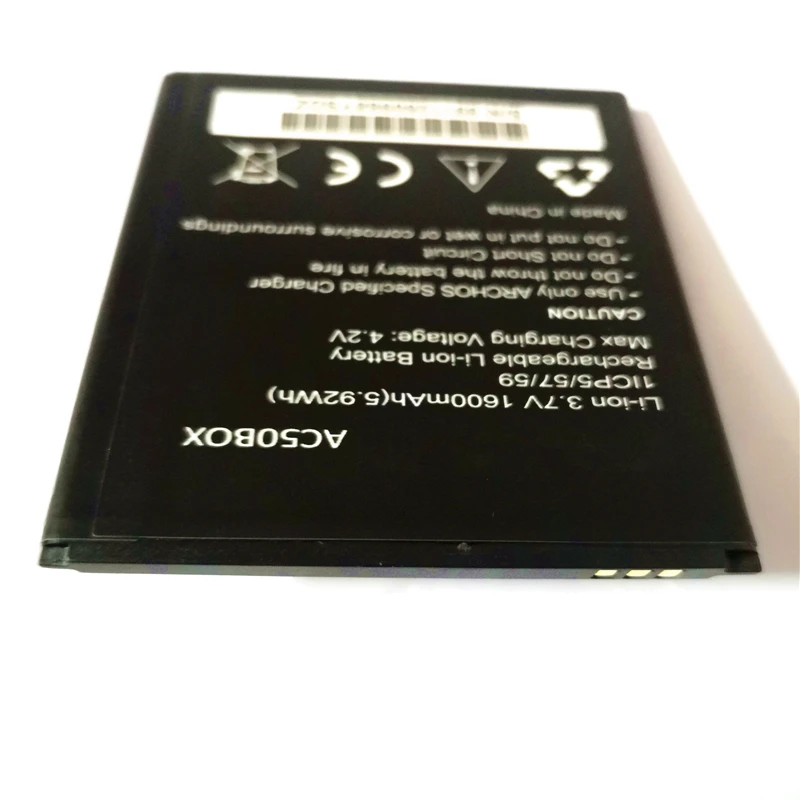 AC50BOX
Li-ion 3.7V 1600mAh(5.92Wh)
1ICP5/57/59
Rechargeable Li-ion Battery
Max Charging Voltage: 4.2V
CAUTION
- Use only ARCHOS Specified Charger
- Do not throw the battery in fire
- Do not Short Circuit
- Do not put in wet or corrosive surroundings
Made in China